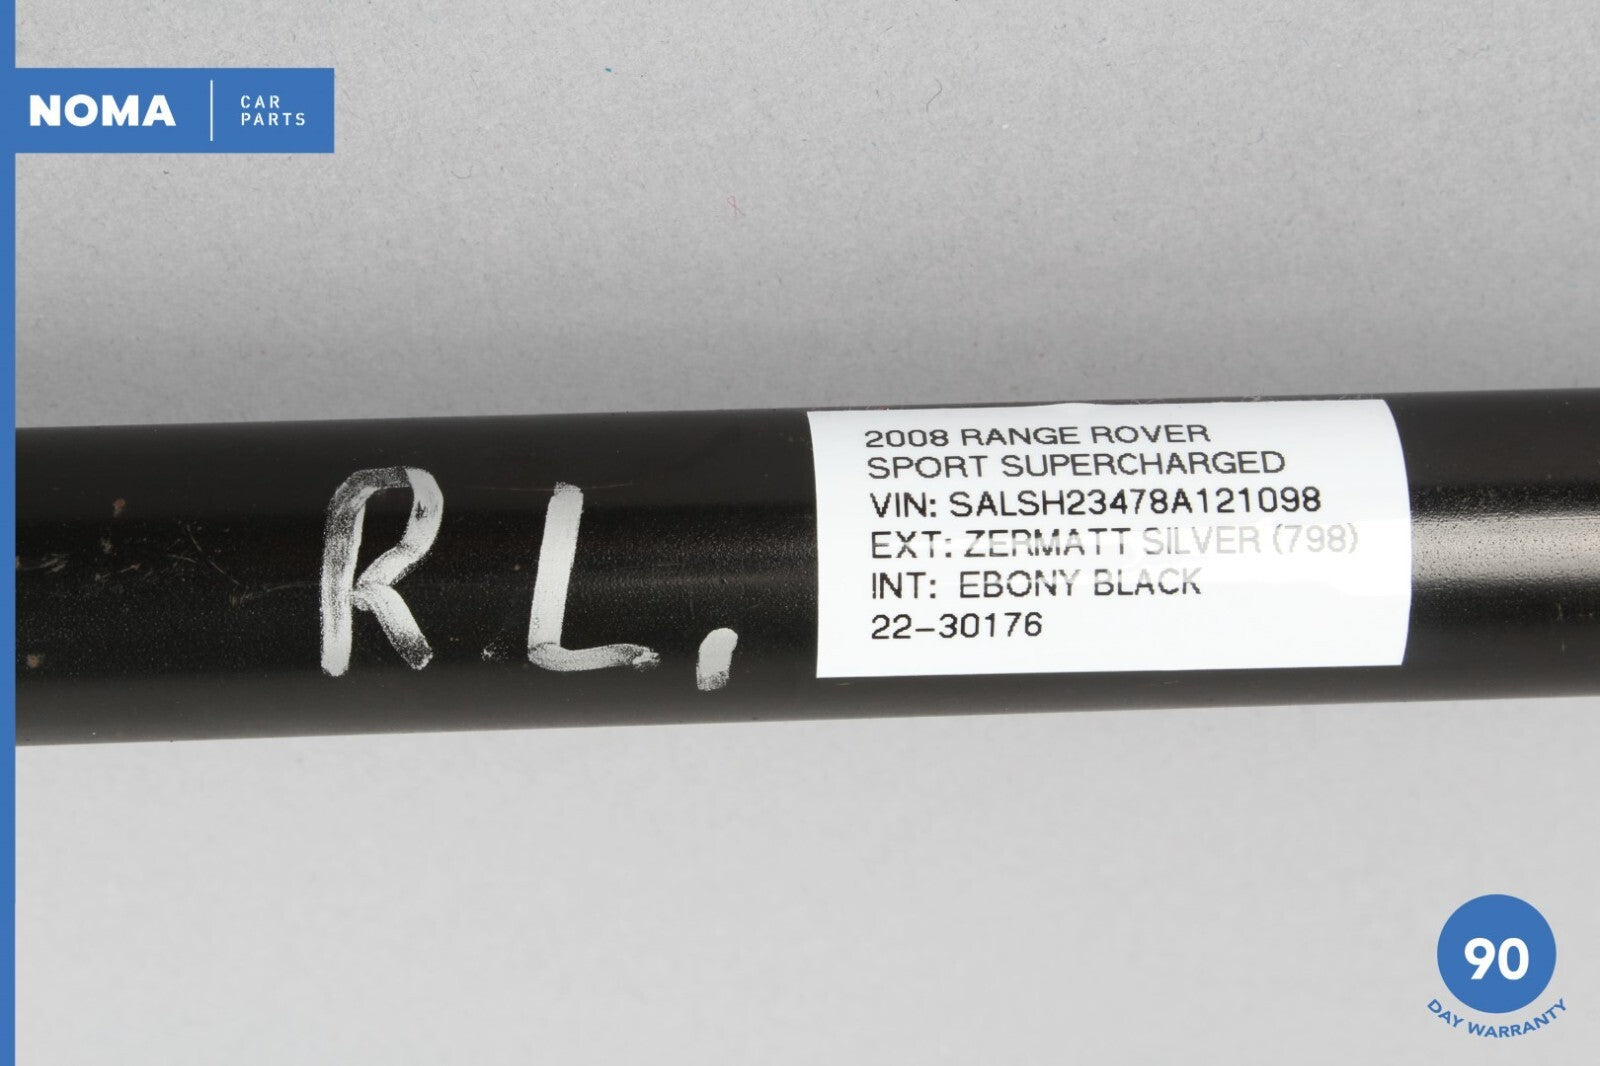 NOMA
CAR
PARTS
RL.
2008 RANGE ROVER
SPORT SUPERCHARGED
VIN: SALSH23478A121098
EXT: ZERMATT SILVER (798)
INT: EBONY BLACK
22-30176
90
DAY WARRANTY